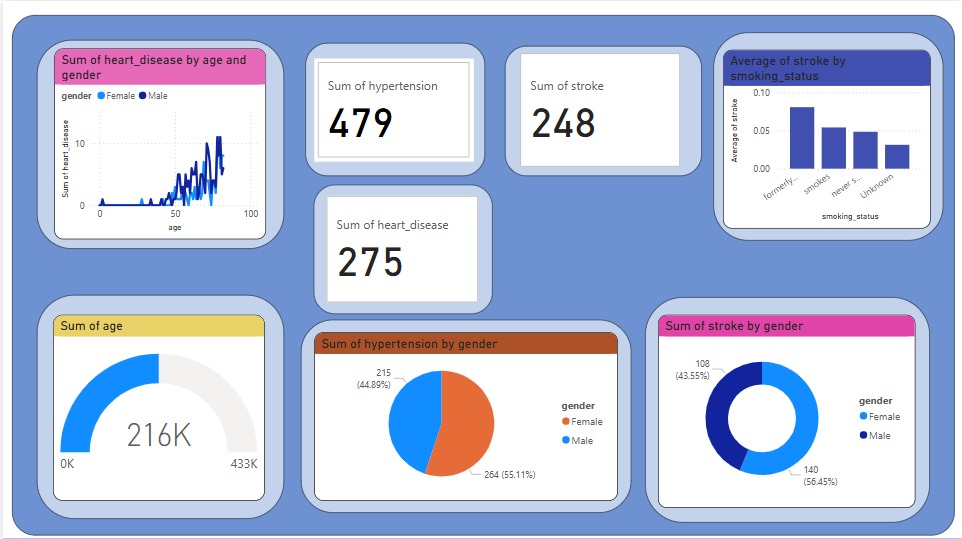 Sum of heart_disease by age and
gender
gender Female Male
Sum of heart_disease
10
0
0 50 100
age
Sum of hypertension
479
Sum of stroke
248
Average of stroke by
smoking_status
Average of stroke
0.10
0.05
0.00
formerly...
smokes
never s...
Unknown
smoking_status
Sum of heart_disease
275
Sum of age
216K
0K
433K
Sum of hypertension by gender
215
(44.89%)
264 (55.11%)
gender
Female
Male
Sum of stroke by gender
108
(43.55%)
140
(56.45%)
gender
Female
Male